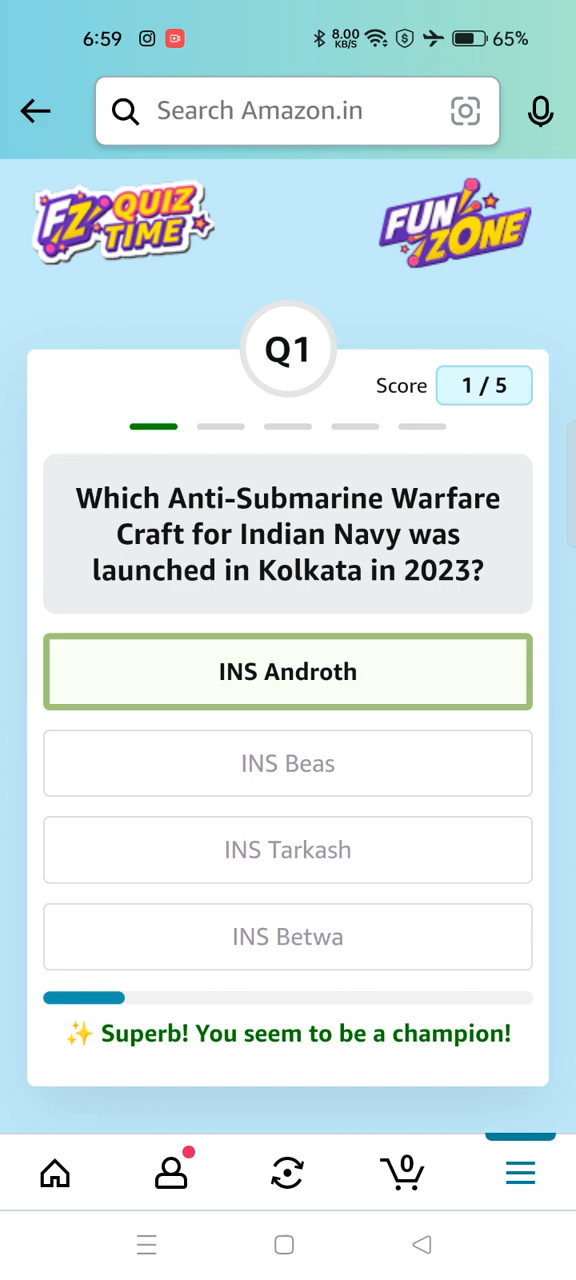 6:59
8.00
KB/S
65%
Search Amazon.in
FZ QUIZ
TIME
FUN
ZONE
Q1
Score 1 / 5
Which Anti-Submarine Warfare
Craft for Indian Navy was
launched in Kolkata in 2023?
INS Androth
INS Beas
INS Tarkash
INS Betwa
✨ Superb! You seem to be a champion!
0